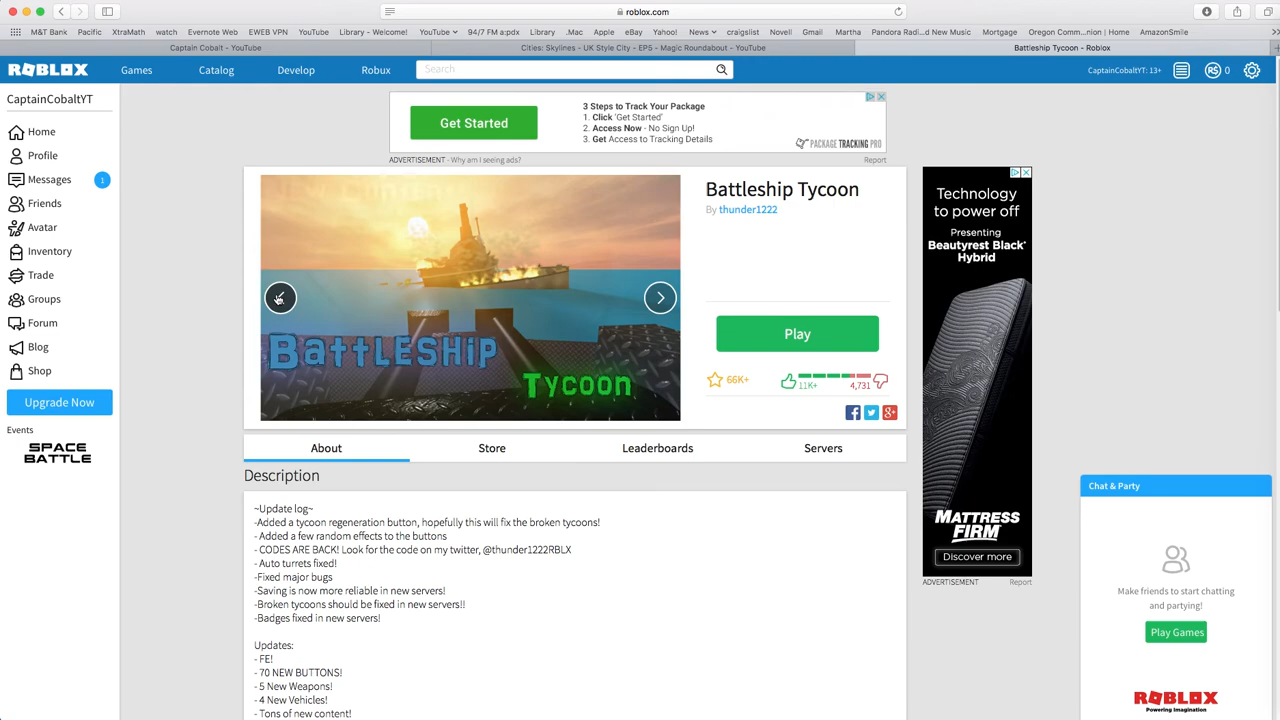 roblox.com
M&T Bank Pacific XtraMath watch Evernote Web EWEB VPN YouTube Library - Welcome! YouTube 94/7 FM a:pdx Library .Mac Apple eBay Yahoo! News craigslist Novell Gmail Martha Pandora Radi...d New Music Mortgage Oregon Comm...ion | Home AmazonSmile
Captain Cobalt - YouTube Cities: Skylines - UK Style City - EP5 - Magic Roundabout - YouTube Battleship Tycoon - Roblox
ROBLOX Games Catalog Develop Robux Search CaptainCobaltYT: 13+ R$ 0
CaptainCobaltYT
Home
Profile
Messages 1
Friends
Avatar
Inventory
Trade
Groups
Forum
Blog
Shop
Upgrade Now
Events
SPACE
BATTLE
Get Started
3 Steps to Track Your Package
1. Click 'Get Started'
2. Access Now - No Sign Up!
3. Get Access to Tracking Details
PACKAGE TRACKING PRO
ADVERTISEMENT - Why am I seeing ads? Report
BattLeSHip
Tycoon
Battleship Tycoon
By thunder1222
Play
66K+ 11K+ 4,731
About Store Leaderboards Servers
Description
~Update log~
-Added a tycoon regeneration button, hopefully this will fix the broken tycoons!
- Added a few random effects to the buttons
- CODES ARE BACK! Look for the code on my twitter, @thunder1222RBLX
- Auto turrets fixed!
-Fixed major bugs
-Saving is now more reliable in new servers!
-Broken tycoons should be fixed in new servers!!
-Badges fixed in new servers!
Updates:
- FE!
- 70 NEW BUTTONS!
- 5 New Weapons!
- 4 New Vehicles!
- Tons of new content!
Technology
to power off
Presenting
Beautyrest Black®
Hybrid
MATTRESS
FIRM
Discover more
ADVERTISEMENT Report
Chat & Party
Make friends to start chatting
and partying!
Play Games
ROBLOX
Powering Imagination